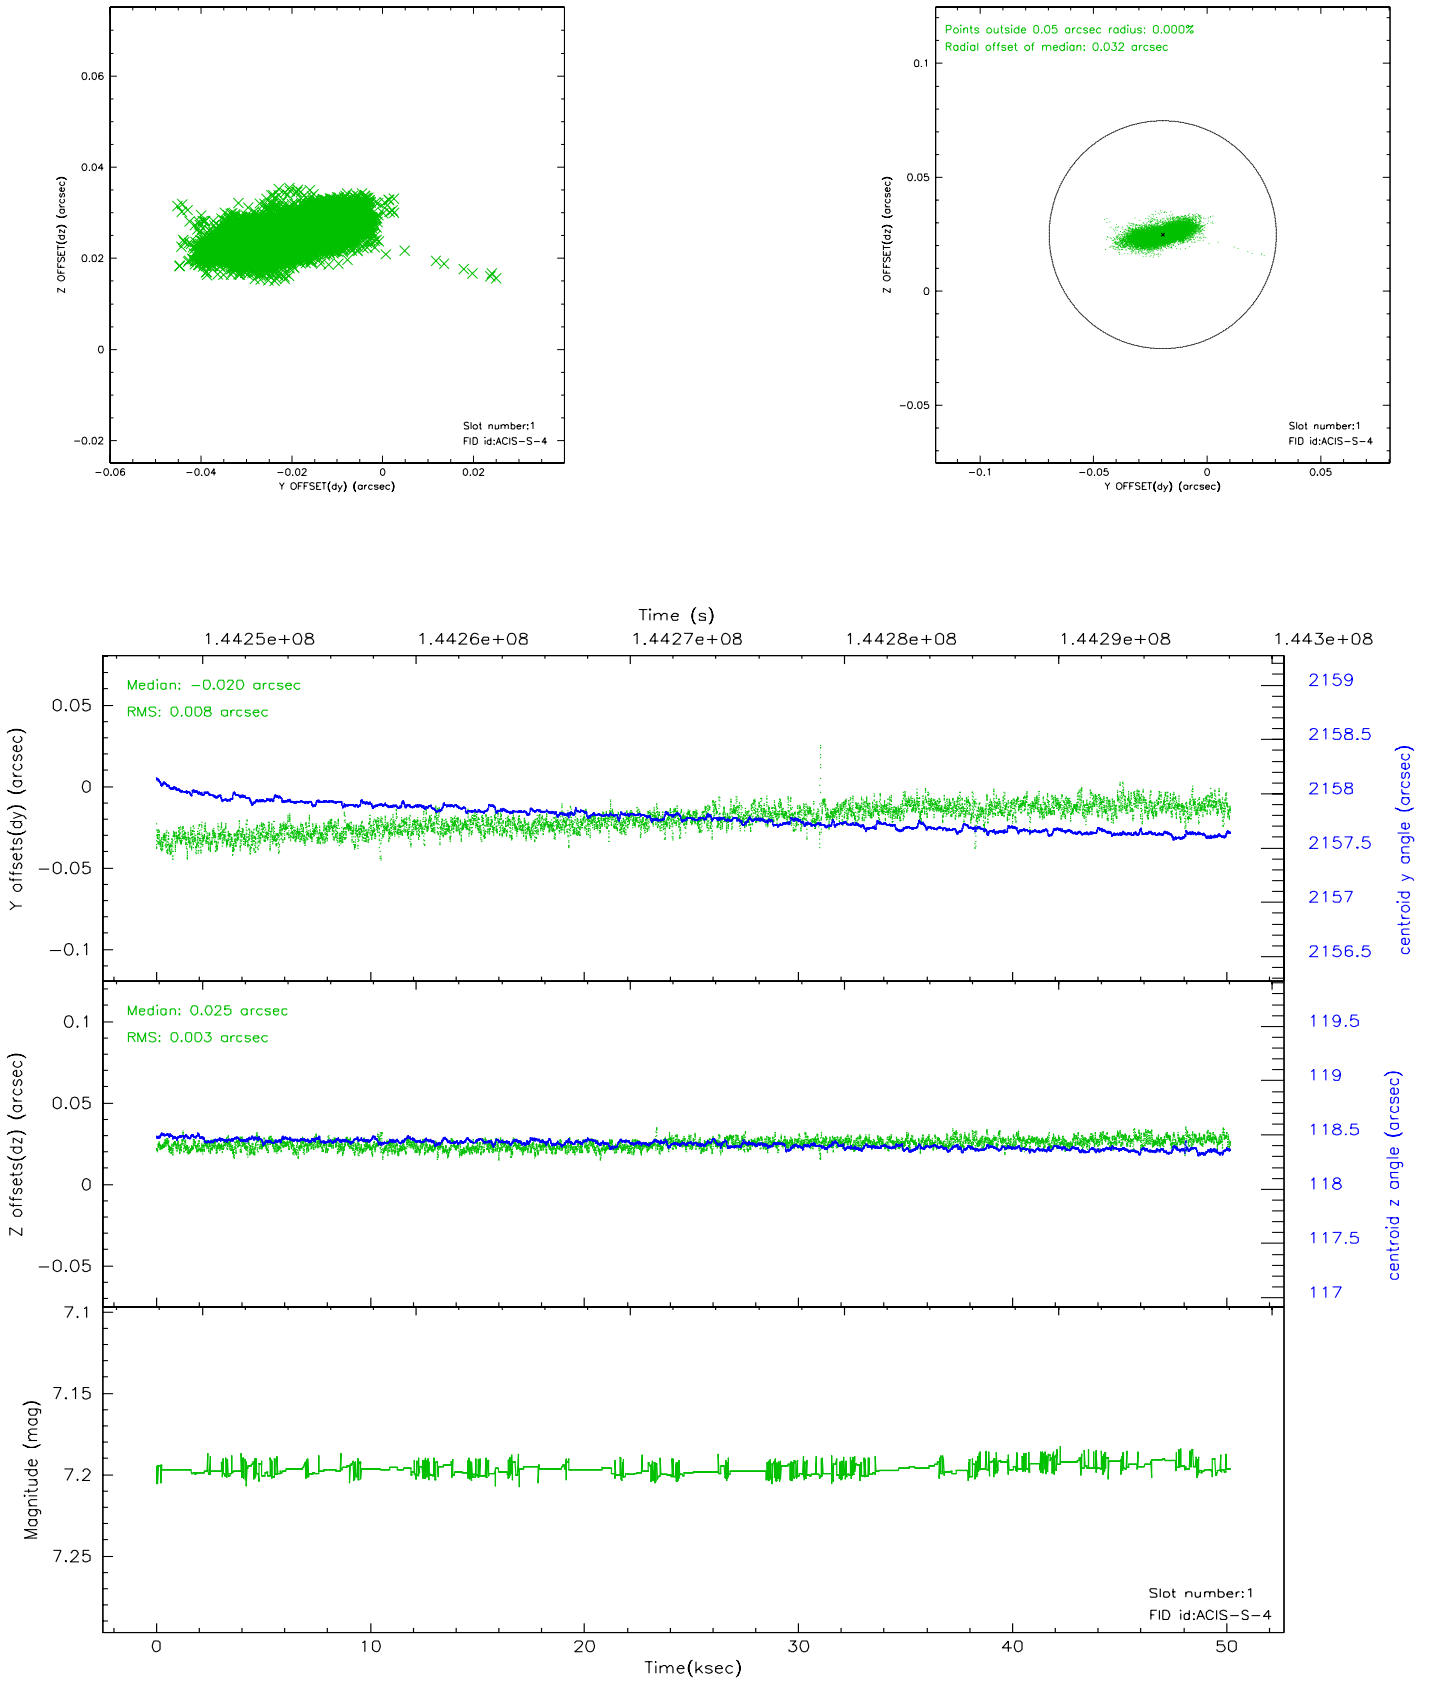 0.06
0.04
0.02
0
−0.02
Z OFFSET(dz) (arcsec)
Slot number:1
FID id:ACIS−S−4
−0.06
−0.04
−0.02
0
0.02
Y OFFSET(dy) (arcsec)
Points outside 0.05 arcsec radius: 0.000%
Radial offset of median: 0.032 arcsec
0.1
0.05
0
−0.05
Z OFFSET(dz) (arcsec)
Slot number:1
FID id:ACIS−S−4
−0.1
−0.05
0
0.05
Y OFFSET(dy) (arcsec)
Time (s)
1.4425e+08
1.4426e+08
1.4427e+08
1.4428e+08
1.4429e+08
1.443e+08
Median: −0.020 arcsec
RMS: 0.008 arcsec
0.05
0
−0.05
−0.1
Y offsets(dy) (arcsec)
2159
2158.5
2158
2157.5
2157
2156.5
centroid y angle (arcsec)
Median: 0.025 arcsec
RMS: 0.003 arcsec
0.1
0.05
0
−0.05
Z offsets(dz) (arcsec)
119.5
119
118.5
118
117.5
117
centroid z angle (arcsec)
7.1
7.15
7.2
7.25
Magnitude (mag)
Slot number:1
FID id:ACIS−S−4
0
10
20
30
40
50
Time(ksec)